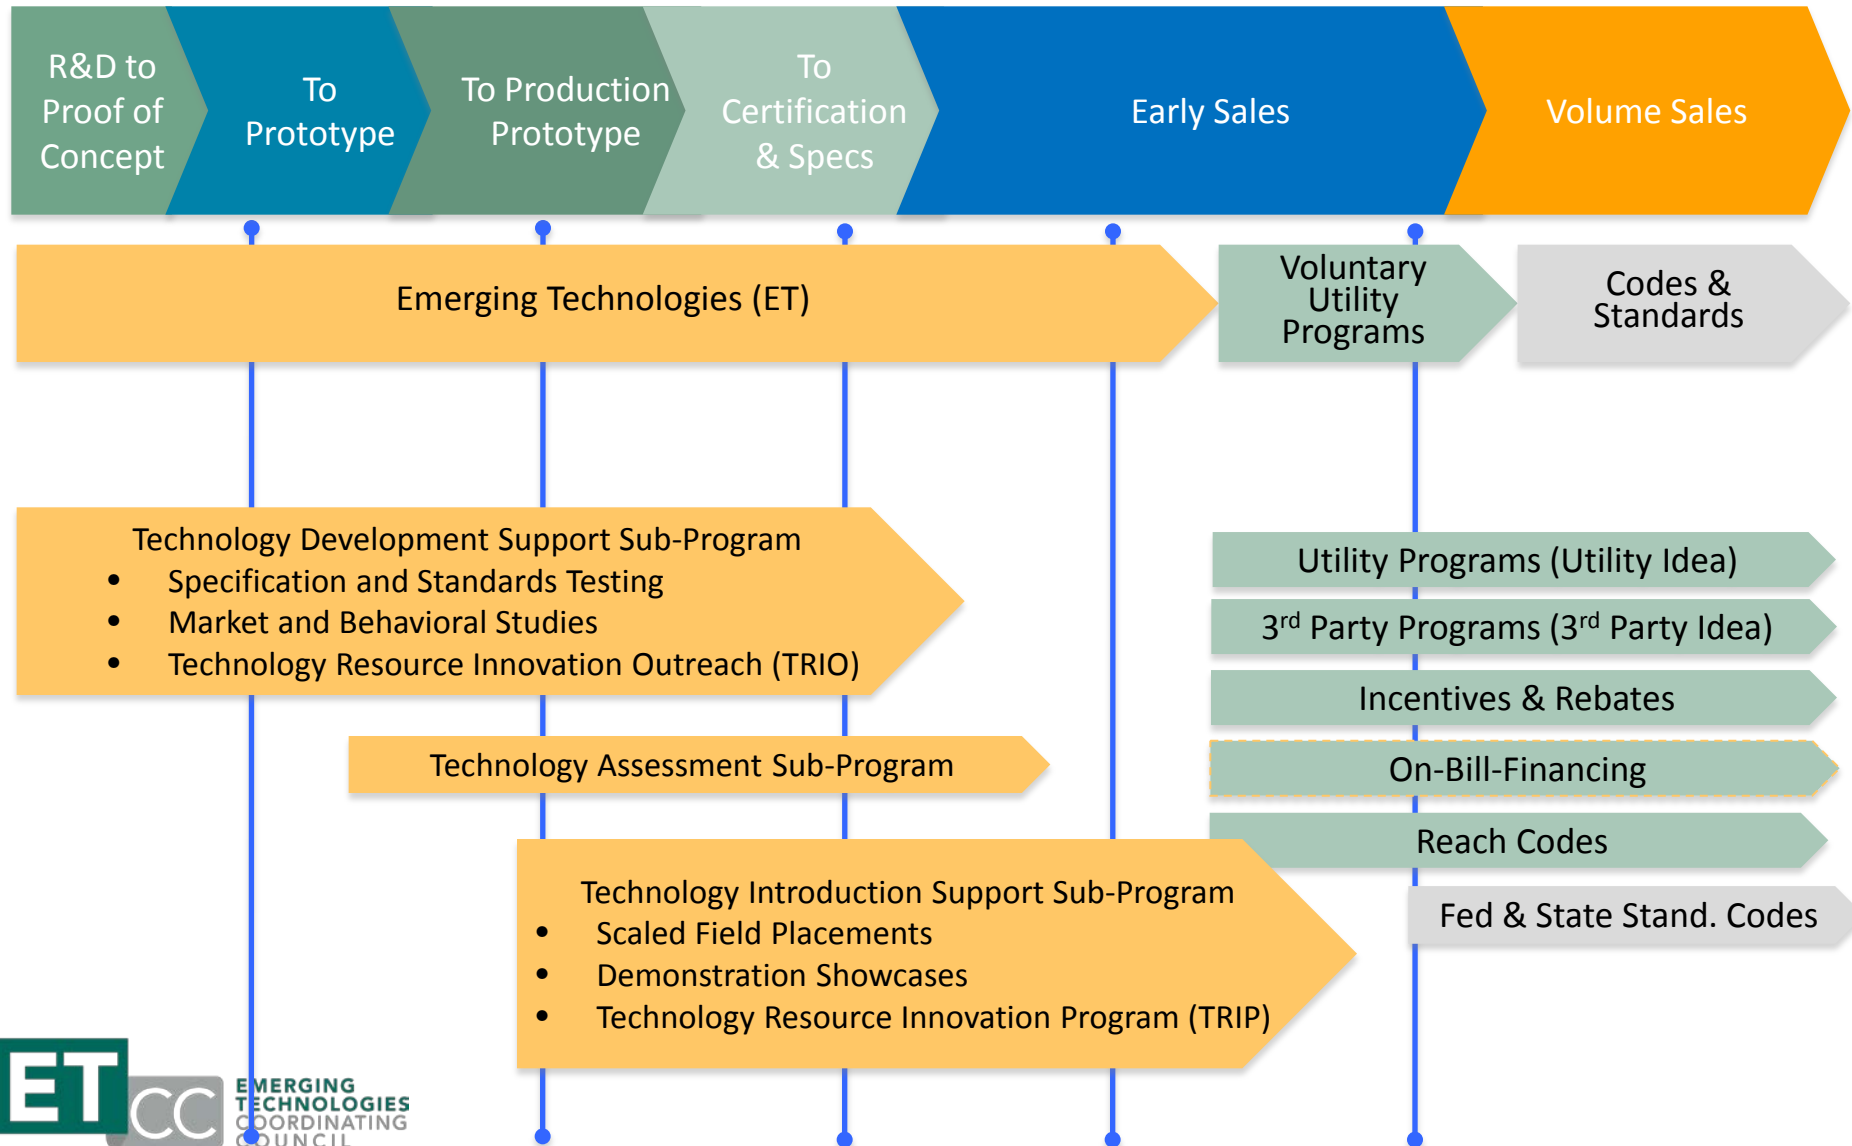 R&D to
Proof of
Concept
To
Prototype
To Production
Prototype
To
Certification
& Specs
Early Sales
Volume Sales
Emerging Technologies (ET)
Voluntary
Utility
Programs
Codes &
Standards
Technology Development Support Sub-Program
• Specification and Standards Testing
• Market and Behavioral Studies
• Technology Resource Innovation Outreach (TRIO)
Utility Programs (Utility Idea)
3rd Party Programs (3rd Party Idea)
Incentives & Rebates
Technology Assessment Sub-Program
On-Bill-Financing
Reach Codes
Technology Introduction Support Sub-Program
• Scaled Field Placements
• Demonstration Showcases
• Technology Resource Innovation Program (TRIP)
Fed & State Stand. Codes
ET
CC
EMERGING
TECHNOLOGIES
COORDINATING
COUNCIL